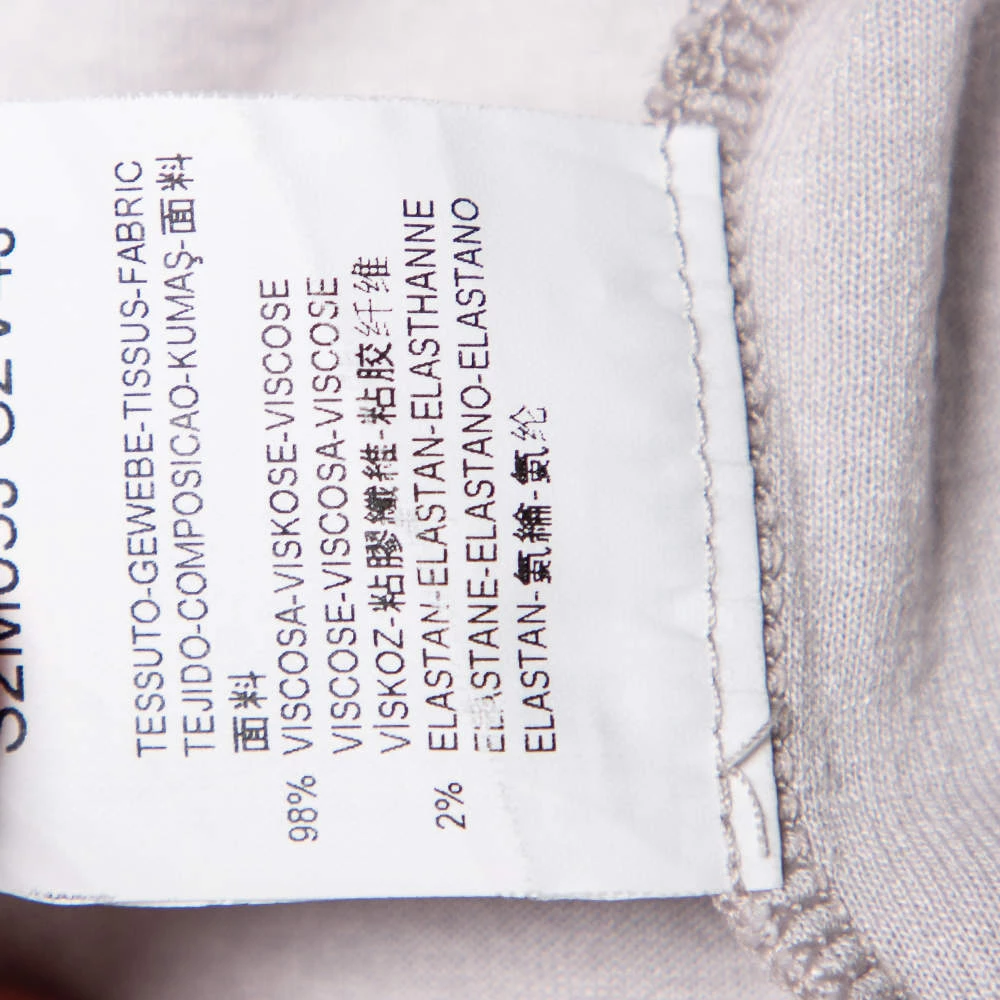 TESSUTO-GEWEBE-TISSUS-FABRIC
TEJIDO-COMPOSICAO-KUMAŞ-面料
面料
98% VISCOSA-VISKOSE-VISCOSE
VISCOSE-VISCOSA-VISCOSE
VİSKOZ-粘膠纖維-粘胶纤维
2% ELASTAN-ELASTAN-ELASTHANNE
ELASTANE-ELASTANO-ELASTANO
ELASTAN-氨綸-氨纶